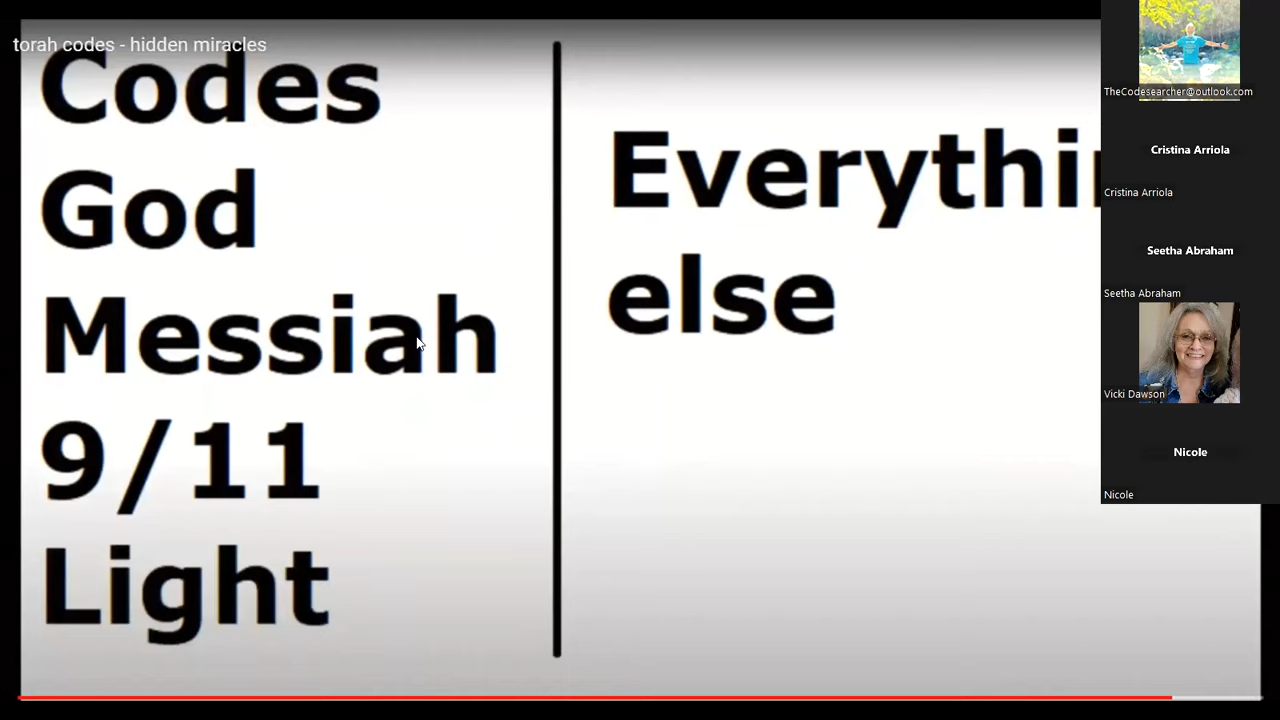 torah codes - hidden miracles
Codes
God
Messiah
9/11
Light
else
TheCodesearcher@outlook.com
Cristina Arriola
Cristina Arriola
Seetha Abraham
Seetha Abraham
Vicki Dawson
Nicole
Nicole